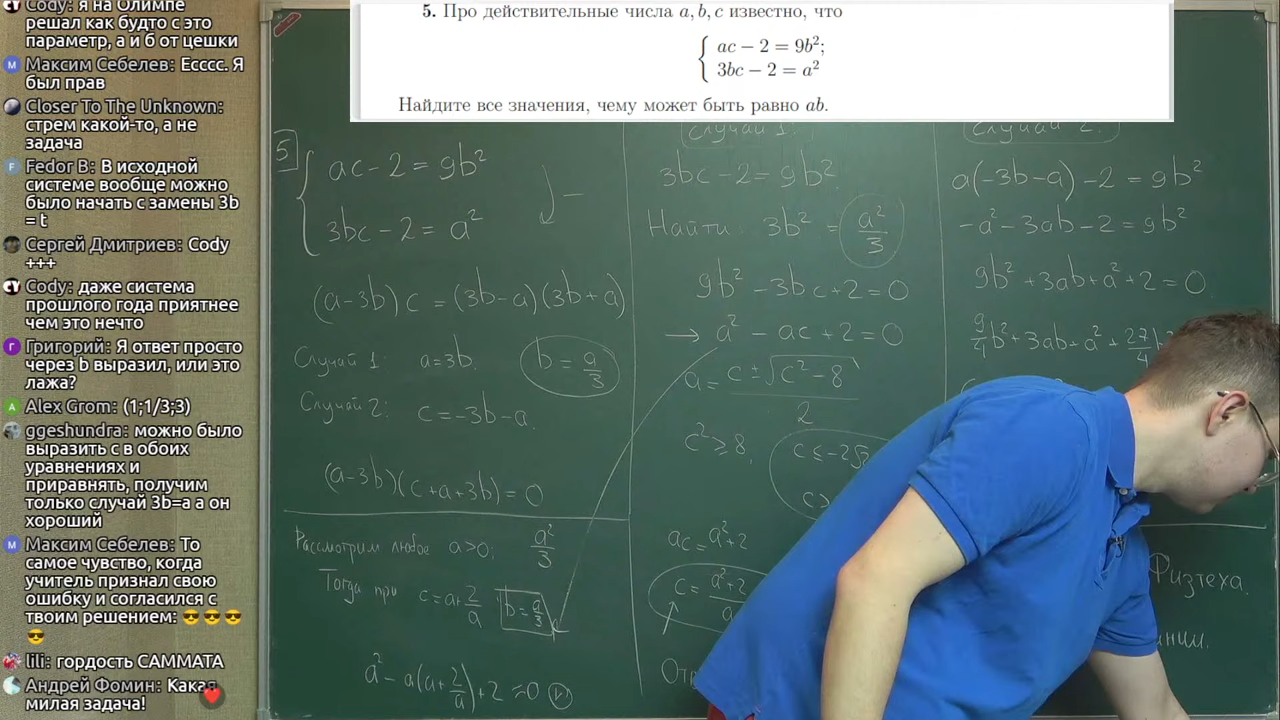 Cody: я на Олимпе
решал как будто с это
параметр, а и б от цешки
Максим Себелев: Есссс. Я
был прав
Closer To The Unknown:
стрем какой-то, а не
задача
Fedor B: В исходной
системе вообще можно
было начать с замены 3b
= t
Сергей Дмитриев: Cody
+++
Cody: даже система
прошлого года приятнее
чем это нечто
Григорий: Я ответ просто
через b выразил, или это
лажа?
Alex Grom: (1;1/3;3)
ggeshundra: можно было
выразить с в обоих
уравнениях и
приравнять, получим
только случай 3b=a а он
хороший
Максим Себелев: То
самое чувство, когда
учитель признал свою
ошибку и согласился с
твоим решением: 😎😎😎
😎
lili: гордость САММАТА
Андрей Фомин: Какая
милая задача!
5. Про действительные числа a, b, c известно, что
ac − 2 = 9b²;
3bc − 2 = a²
Найдите все значения, чему может быть равно ab.
5
ac - 2 = 9b²
3bc - 2 = a²
(a-3b)c = (3b-a)(3b+a)
Случай 1: a=3b. b = a/3
Случай 2: c=-3b-a.
(a-3b)(c+a+3b)=0
Рассмотрим любое a>0; a²/3
Тогда при c=a+2/a b=a/3
a² - a(a+2/a)+2 = 0
Случай 1:
3bc-2=9b²
Найти 3b² = a²/3
9b²-3bc+2=0
→ a²-ac+2=0
a = c±√c²-8 / 2
c²≥8,
ac=a²+2
c = a²+2
Случай 2:
a(-3b-a)-2=9b²
-a²-3ab-2=9b²
9b²+3ab+a²+2=0
9/4b²+3ab+a²+27/4
Физтеха.